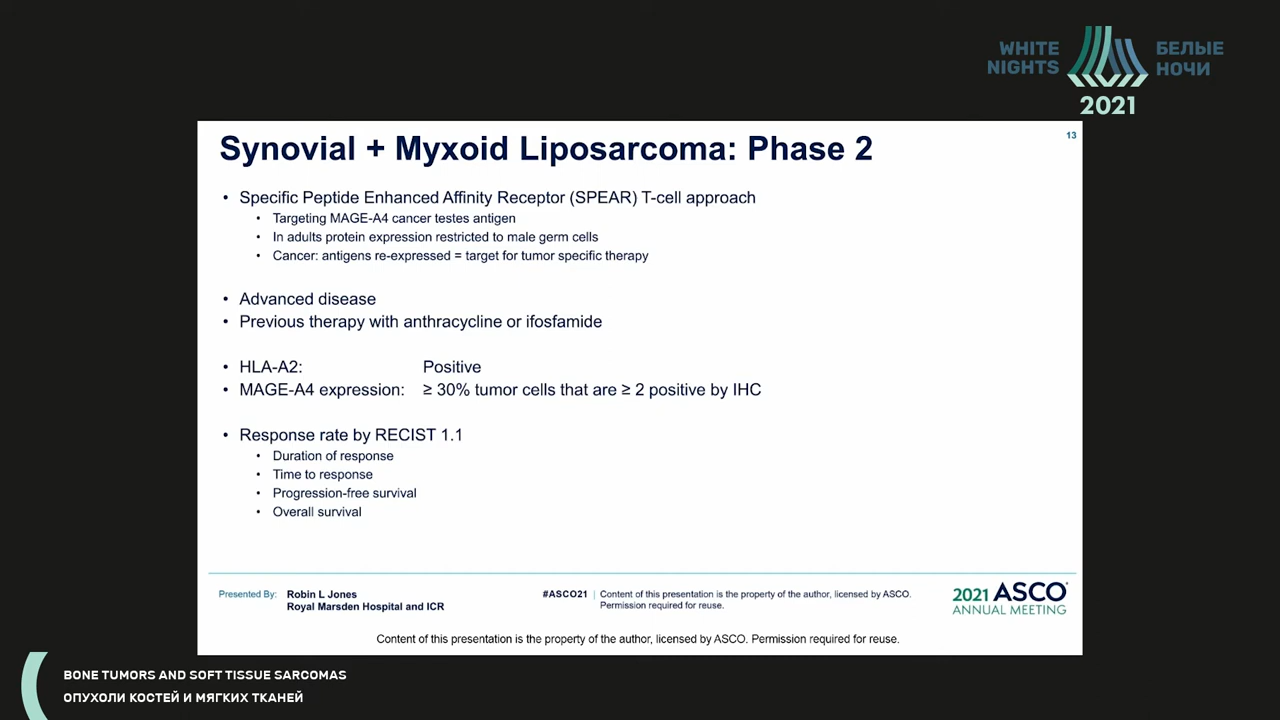 WHITE NIGHTS
БЕЛЫЕ НОЧИ
2021
13
Synovial + Myxoid Liposarcoma: Phase 2
• Specific Peptide Enhanced Affinity Receptor (SPEAR) T-cell approach
• Targeting MAGE-A4 cancer testes antigen
• In adults protein expression restricted to male germ cells
• Cancer: antigens re-expressed = target for tumor specific therapy
• Advanced disease
• Previous therapy with anthracycline or ifosfamide
• HLA-A2: Positive
• MAGE-A4 expression: ≥ 30% tumor cells that are ≥ 2 positive by IHC
• Response rate by RECIST 1.1
• Duration of response
• Time to response
• Progression-free survival
• Overall survival
Presented By: Robin L Jones
Royal Marsden Hospital and ICR
#ASCO21 | Content of this presentation is the property of the author, licensed by ASCO.
Permission required for reuse.
2021 ASCO®
ANNUAL MEETING
Content of this presentation is the property of the author, licensed by ASCO. Permission required for reuse.
BONE TUMORS AND SOFT TISSUE SARCOMAS
ОПУХОЛИ КОСТЕЙ И МЯГКИХ ТКАНЕЙ